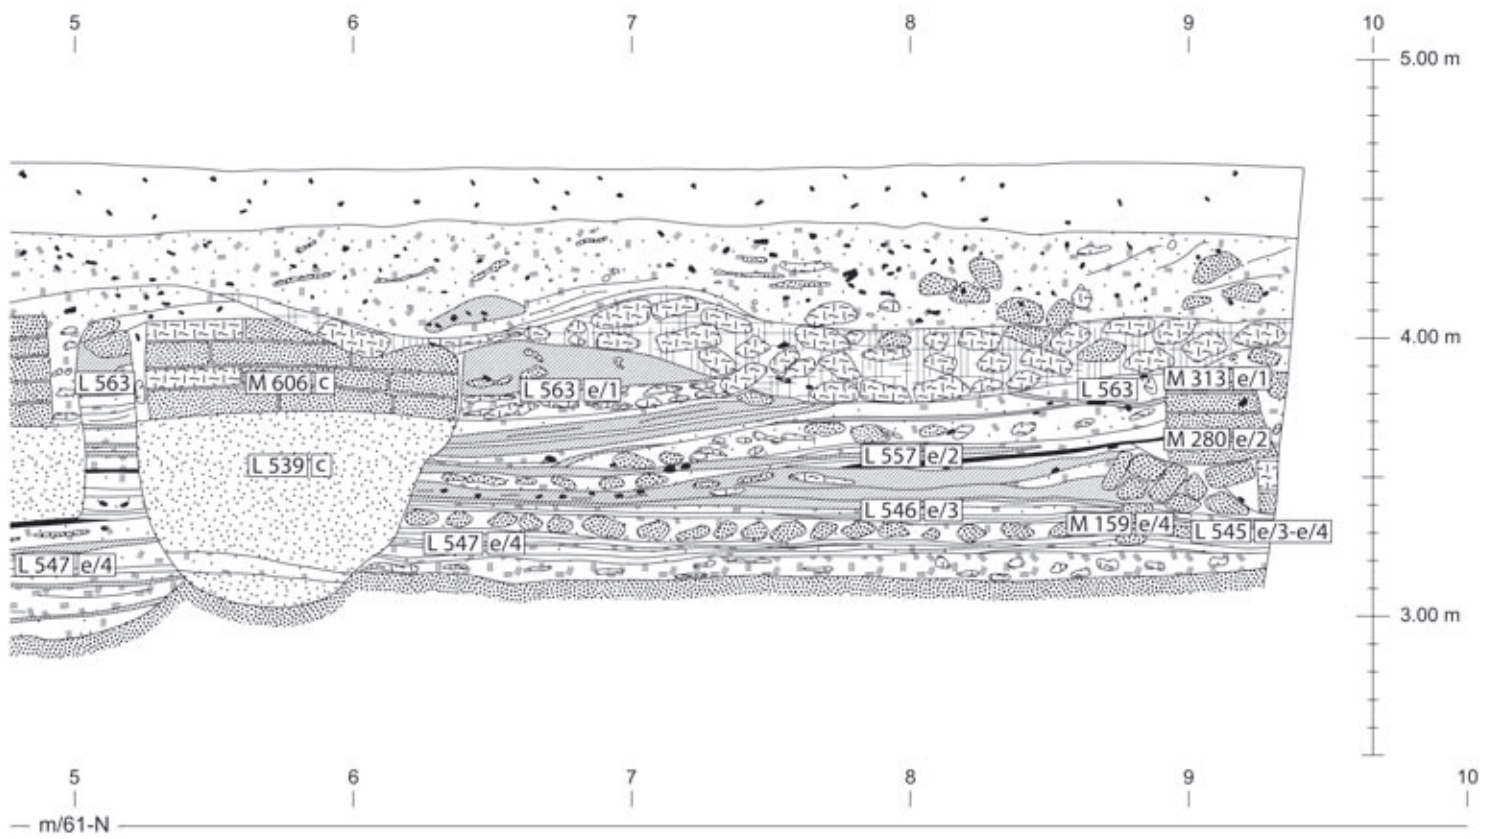 5 6 7 8 9 10
5.00 m
4.00 m
L 563 M 606 c L 563 e/1 L 563 M 313 e/1
M 280 e/2
L 539 c L 557 e/2
L 546 e/3
M 159 e/4 L 545 e/3-e/4
L 547 e/4
L 547 e/4
3.00 m
5 6 7 8 9 10
m/61-N